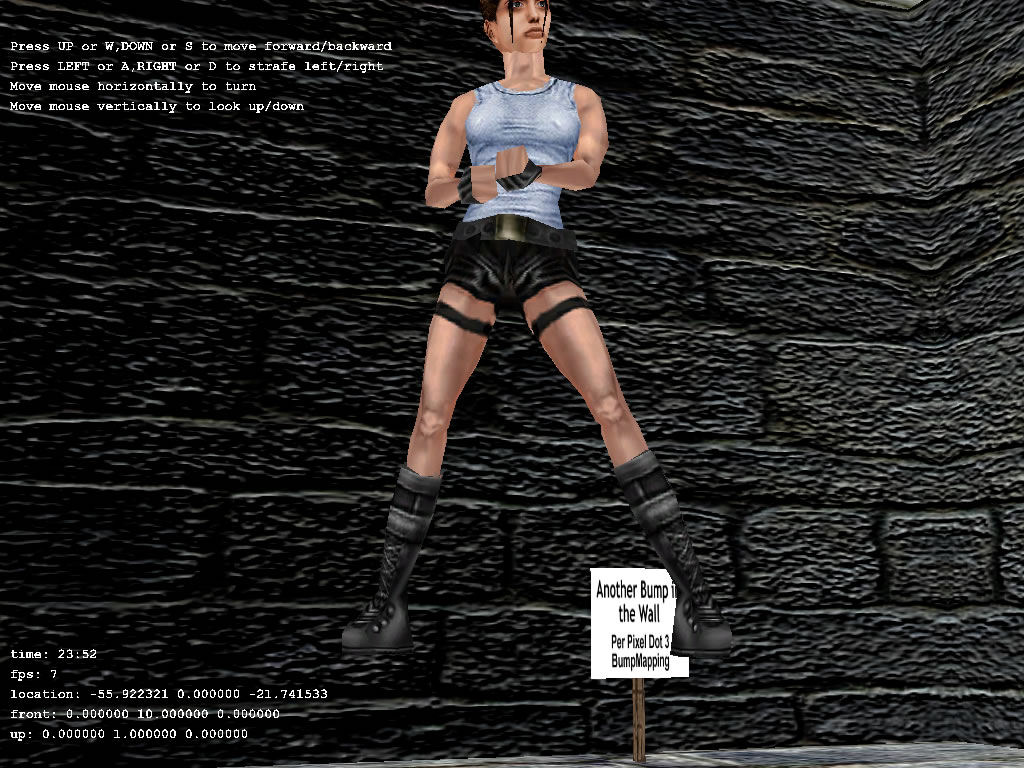 Press UP or W,DOWN or S to move forward/backward
Press LEFT or A,RIGHT or D to strafe left/right
Move mouse horizontally to turn
Move mouse vertically to look up/down
Another Bump i
the Wall
Per Pixel Dot 3
BumpMapping
time: 23:52
fps: 7
location: -55.922321 0.000000 -21.741533
front: 0.000000 10.000000 0.000000
up: 0.000000 1.000000 0.000000